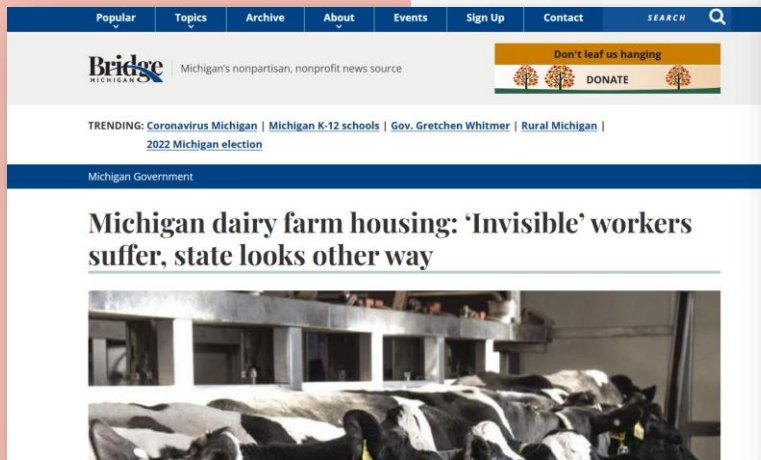 Popular Topics Archive About Events Sign Up Contact SEARCH
Bridge
MICHIGAN
Michigan's nonpartisan, nonprofit news source
Don't leaf us hanging
DONATE
TRENDING: Coronavirus Michigan | Michigan K-12 schools | Gov. Gretchen Whitmer | Rural Michigan |
2022 Michigan election
Michigan Government
Michigan dairy farm housing: ‘Invisible’ workers
suffer, state looks other way